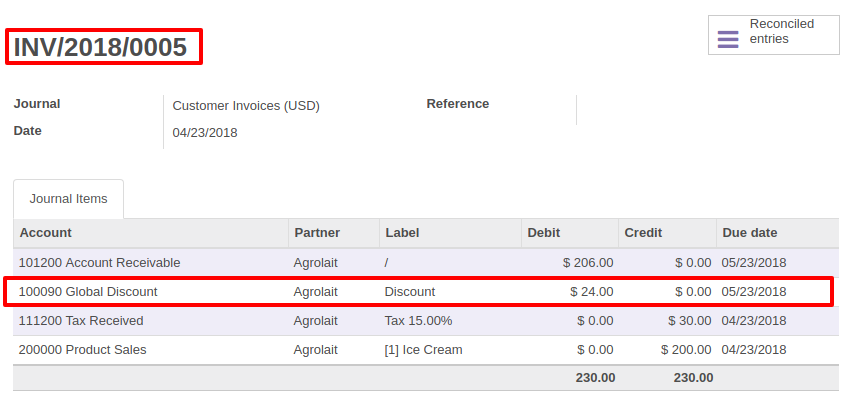 INV/2018/0005
Reconciled
entries
Journal Customer Invoices (USD) Reference
Date 04/23/2018
Journal Items
Account Partner Label Debit Credit Due date
101200 Account Receivable Agrolait / $ 206.00 $ 0.00 05/23/2018
100090 Global Discount Agrolait Discount $ 24.00 $ 0.00 05/23/2018
111200 Tax Received Agrolait Tax 15.00% $ 0.00 $ 30.00 04/23/2018
200000 Product Sales Agrolait [1] Ice Cream $ 0.00 $ 200.00 04/23/2018
230.00 230.00